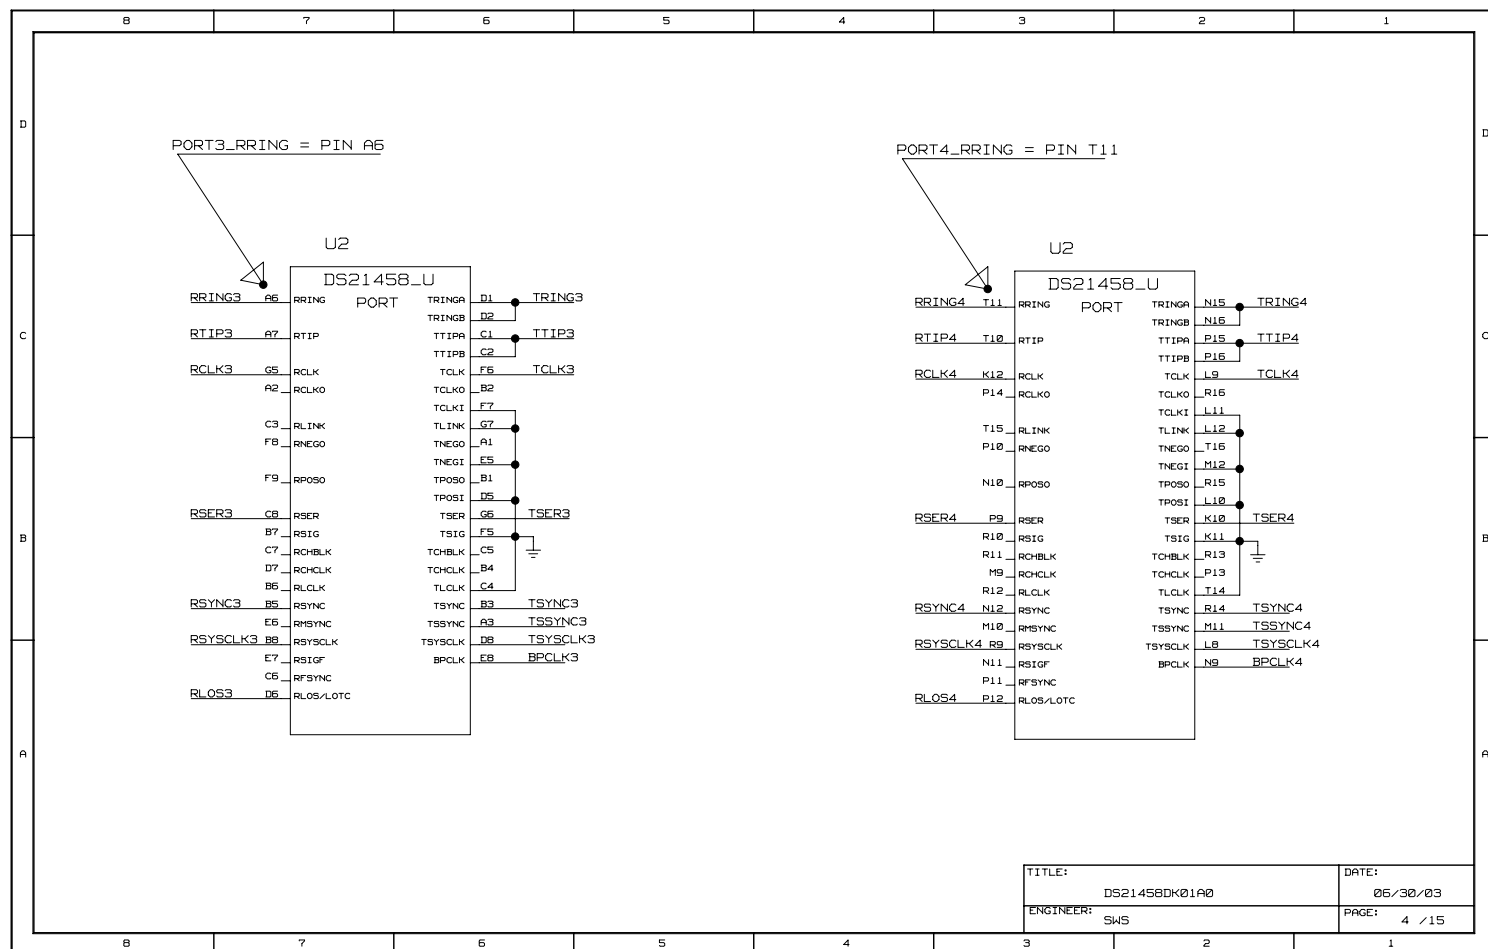 8 7 6 5 4 3 2 1
D D
PORT3_RRING = PIN A6
PORT4_RRING = PIN T11
C C
B B
A A
U2
DS21458_U
PORT
RRING3 A6 RRING TRINGA D1 TRING3
TRINGB D2
RTIP3 A7 RTIP TTIPA C1 TTIP3
TTIPB C2
RCLK3 G5 RCLK TCLK F6 TCLK3
A2 RCLKO TCLKO B2
TCLKI F7
C3 RLINK TLINK G7
F8 RNEGO TNEGO A1
TNEGI E5
F9 RPOSO TPOSO B1
TPOSI D5
RSER3 C8 RSER TSER G6 TSER3
B7 RSIG TSIG F5
C7 RCHBLK TCHBLK C5
D7 RCHCLK TCHCLK B4
B6 RLCLK TLCLK C4
RSYNC3 B5 RSYNC TSYNC B3 TSYNC3
E6 RMSYNC TSSYNC A3 TSSYNC3
RSYSCLK3 B8 RSYSCLK TSYSCLK D8 TSYSCLK3
E7 RSIGF BPCLK E8 BPCLK3
C6 RFSYNC
RLOS3 D6 RLOS/LOTC
U2
DS21458_U
PORT
RRING4 T11 RRING TRINGA N15 TRING4
TRINGB N16
RTIP4 T10 RTIP TTIPA P15 TTIP4
TTIPB P16
RCLK4 K12 RCLK TCLK L9 TCLK4
P14 RCLKO TCLKO R16
TCLKI L11
T15 RLINK TLINK L12
P10 RNEGO TNEGO T16
TNEGI M12
N10 RPOSO TPOSO R15
TPOSI L10
RSER4 P9 RSER TSER K10 TSER4
R10 RSIG TSIG K11
R11 RCHBLK TCHBLK R13
M9 RCHCLK TCHCLK P13
R12 RLCLK TLCLK T14
RSYNC4 N12 RSYNC TSYNC R14 TSYNC4
M10 RMSYNC TSSYNC M11 TSSYNC4
RSYSCLK4 R9 RSYSCLK TSYSCLK L8 TSYSCLK4
N11 RSIGF BPCLK N9 BPCLK4
P11 RFSYNC
RLOS4 P12 RLOS/LOTC
TITLE:
DS21458DK01A0
DATE:
06/30/03
ENGINEER:
SWS
PAGE: 4 /15
8 7 6 5 4 3 2 1